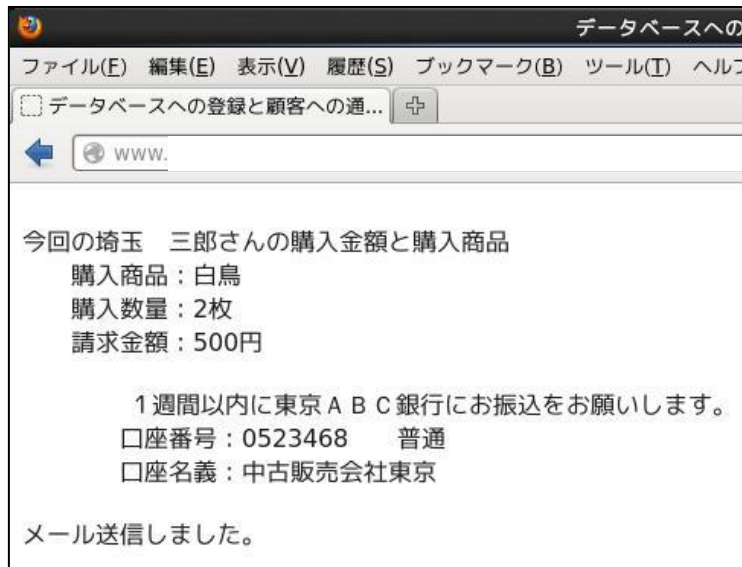 データベースへの
ファイル(F) 編集(E) 表示(V) 履歴(S) ブックマーク(B) ツール(T) ヘル
データベースへの登録と顧客への通...
www.
今回の埼玉　三郎さんの購入金額と購入商品
購入商品：白鳥
購入数量：2枚
請求金額：500円
１週間以内に東京ＡＢＣ銀行にお振込をお願いします。
口座番号：0523468　　普通
口座名義：中古販売会社東京
メール送信しました。